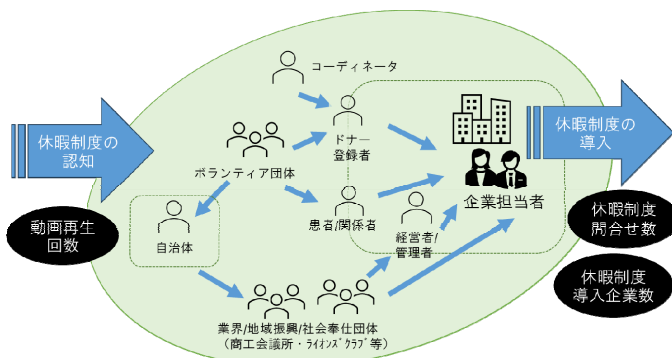 コーディネータ
休暇制度の
認知
ドナー
登録者
休暇制度の
導入
ボランティア団体
企業担当者
動画再生
回数
患者/関係者
休暇制度
問合せ数
自治体
経営者/
管理者
休暇制度
導入企業数
業界/地域振興/社会奉仕団体
（商工会議所・ﾗｲｵﾝｽﾞｸﾗﾌﾞ等）